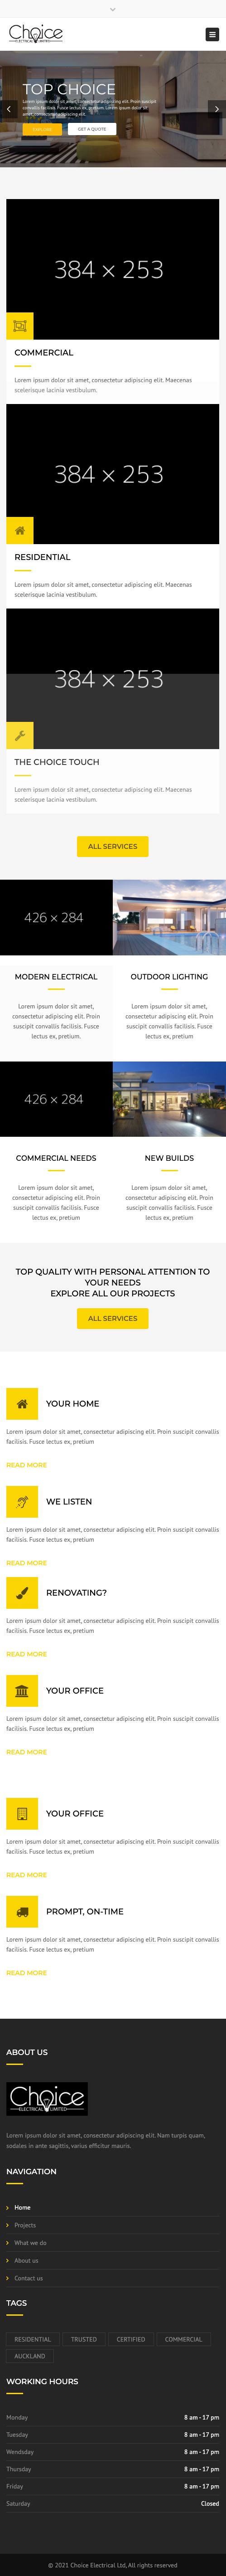 Choice
ELECTRICAL LIMITED
TOP CHOICE
Lorem ipsum dolor sit amet, consectetur adipiscing elit. Proin suscipit
convallis facilisis. Fusce lectus ex, pretium. Lorem ipsum dolor sit
amet, consectetur adipiscing elit.
EXPLORE
GET A QUOTE
384 × 253
COMMERCIAL
Lorem ipsum dolor sit amet, consectetur adipiscing elit. Maecenas
scelerisque lacinia vestibulum.
384 × 253
RESIDENTIAL
Lorem ipsum dolor sit amet, consectetur adipiscing elit. Maecenas
scelerisque lacinia vestibulum.
384 × 253
THE CHOICE TOUCH
Lorem ipsum dolor sit amet, consectetur adipiscing elit. Maecenas
scelerisque lacinia vestibulum.
ALL SERVICES
426 × 284
MODERN ELECTRICAL
Lorem ipsum dolor sit amet,
consectetur adipiscing elit. Proin
suscipit convallis facilisis. Fusce
lectus ex, pretium.
OUTDOOR LIGHTING
Lorem ipsum dolor sit amet,
consectetur adipiscing elit. Proin
suscipit convallis facilisis. Fusce
lectus ex, pretium
426 × 284
COMMERCIAL NEEDS
Lorem ipsum dolor sit amet,
consectetur adipiscing elit. Proin
suscipit convallis facilisis. Fusce
lectus ex, pretium
NEW BUILDS
Lorem ipsum dolor sit amet,
consectetur adipiscing elit. Proin
suscipit convallis facilisis. Fusce
lectus ex, pretium
TOP QUALITY WITH PERSONAL ATTENTION TO
YOUR NEEDS
EXPLORE ALL OUR PROJECTS
ALL SERVICES
YOUR HOME
Lorem ipsum dolor sit amet, consectetur adipiscing elit. Proin suscipit convallis
facilisis. Fusce lectus ex, pretium
READ MORE
WE LISTEN
Lorem ipsum dolor sit amet, consectetur adipiscing elit. Proin suscipit convallis
facilisis. Fusce lectus ex, pretium
READ MORE
RENOVATING?
Lorem ipsum dolor sit amet, consectetur adipiscing elit. Proin suscipit convallis
facilisis. Fusce lectus ex, pretium
READ MORE
YOUR OFFICE
Lorem ipsum dolor sit amet, consectetur adipiscing elit. Proin suscipit convallis
facilisis. Fusce lectus ex, pretium
READ MORE
YOUR OFFICE
Lorem ipsum dolor sit amet, consectetur adipiscing elit. Proin suscipit convallis
facilisis. Fusce lectus ex, pretium
READ MORE
PROMPT, ON-TIME
Lorem ipsum dolor sit amet, consectetur adipiscing elit. Proin suscipit convallis
facilisis. Fusce lectus ex, pretium
READ MORE
ABOUT US
Choice
ELECTRICAL LIMITED
Lorem ipsum dolor sit amet, consectetur adipiscing elit. Nam turpis quam,
sodales in ante sagittis, varius efficitur mauris.
NAVIGATION
Home
Projects
What we do
About us
Contact us
TAGS
RESIDENTIAL
TRUSTED
CERTIFIED
COMMERCIAL
AUCKLAND
WORKING HOURS
Monday 8 am - 17 pm
Tuesday 8 am - 17 pm
Wendsday 8 am - 17 pm
Thursday 8 am - 17 pm
Friday 8 am - 17 pm
Saturday Closed
© 2021 Choice Electrical Ltd, All rights reserved